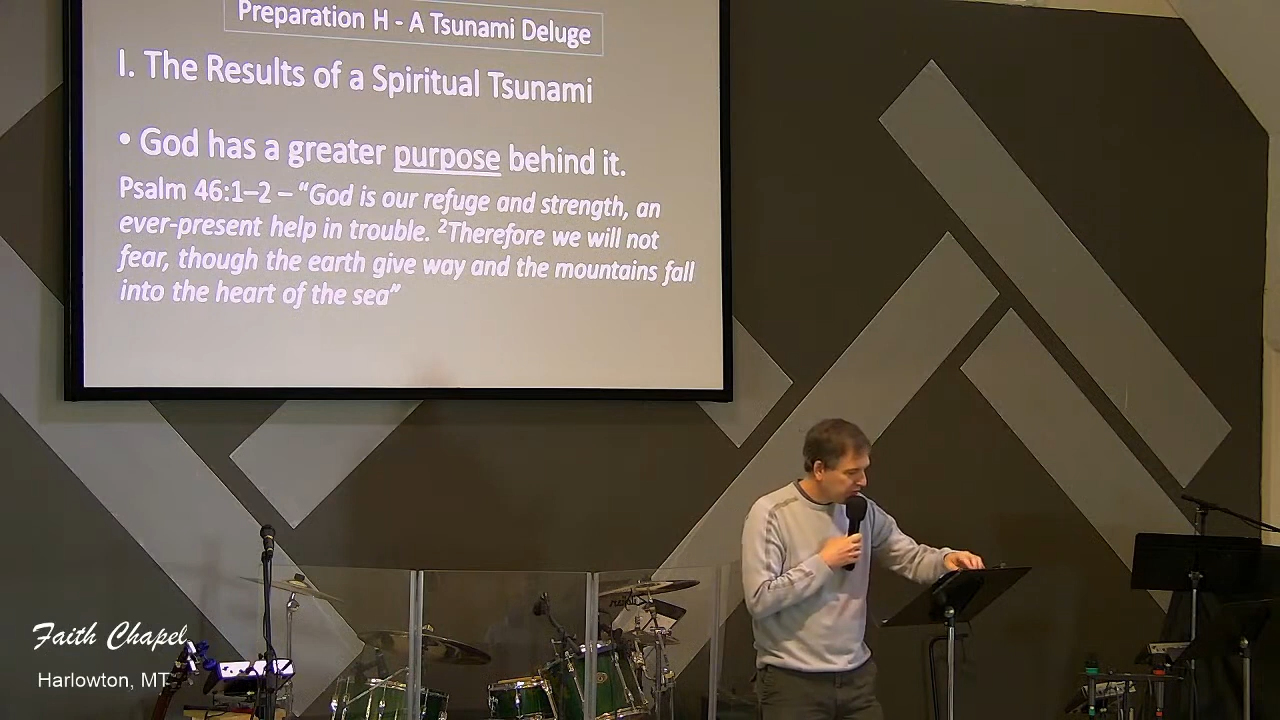 Preparation H - A Tsunami Deluge
I. The Results of a Spiritual Tsunami
• God has a greater purpose behind it.
Psalm 46:1–2 – “God is our refuge and strength, an
ever-present help in trouble. ²Therefore we will not
fear, though the earth give way and the mountains fall
into the heart of the sea”
Faith Chapel
Harlowton, MT